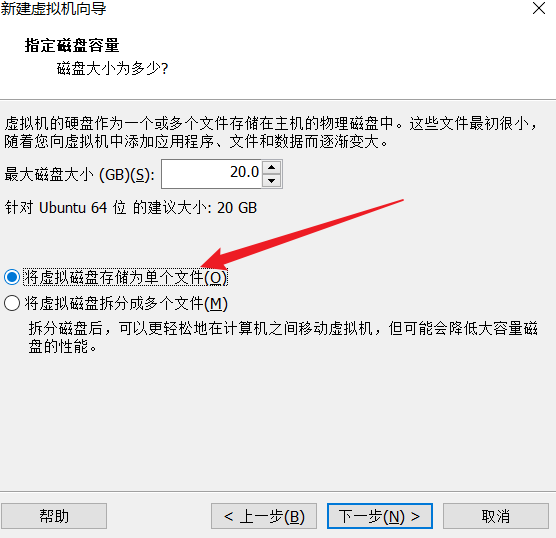 新建虚拟机向导
指定磁盘容量
磁盘大小为多少?
虚拟机的硬盘作为一个或多个文件存储在主机的物理磁盘中。这些文件最初很小，
随着您向虚拟机中添加应用程序、文件和数据而逐渐变大。
最大磁盘大小 (GB)(S): 20.0
针对 Ubuntu 64 位 的建议大小: 20 GB
将虚拟磁盘存储为单个文件(O)
将虚拟磁盘拆分成多个文件(M)
拆分磁盘后，可以更轻松地在计算机之间移动虚拟机，但可能会降低大容量磁
盘的性能。
帮助 < 上一步(B) 下一步(N) > 取消